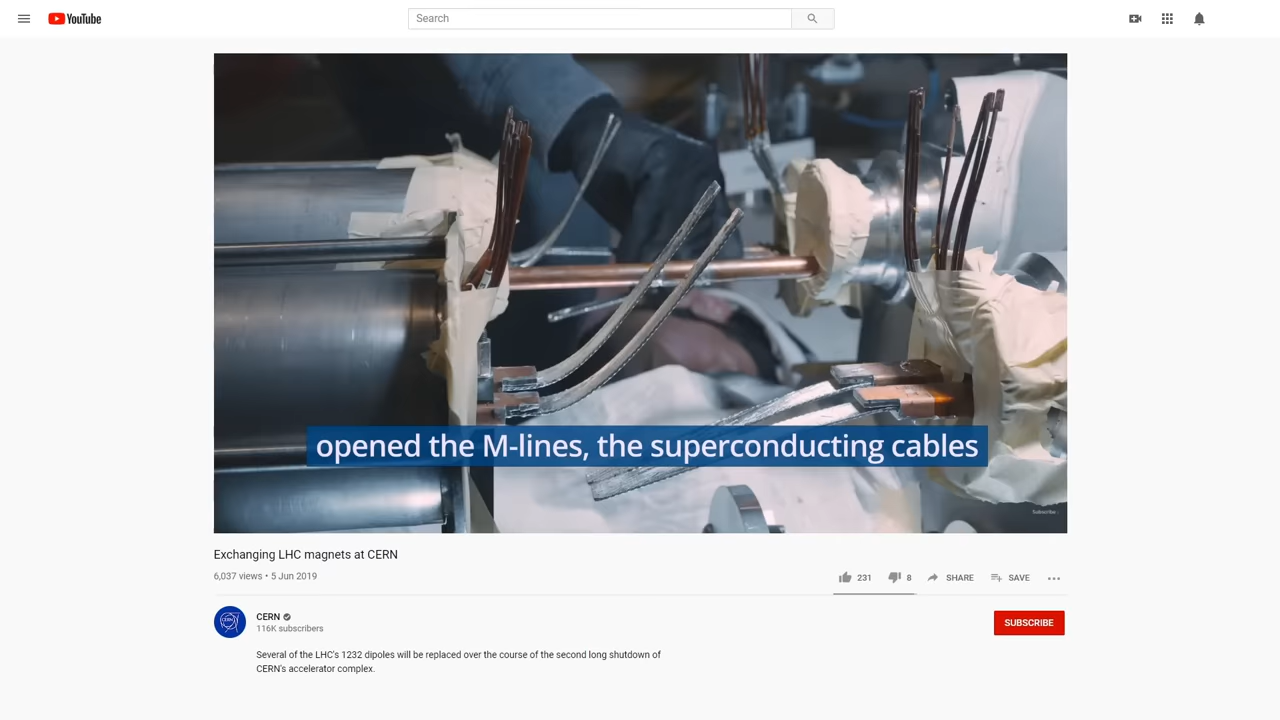 YouTube
Search
opened the M-lines, the superconducting cables
Subscribe
Exchanging LHC magnets at CERN
6,037 views • 5 Jun 2019
231
8
SHARE
SAVE
CERN
CERN
116K subscribers
SUBSCRIBE
Several of the LHC's 1232 dipoles will be replaced over the course of the second long shutdown of
CERN's accelerator complex.